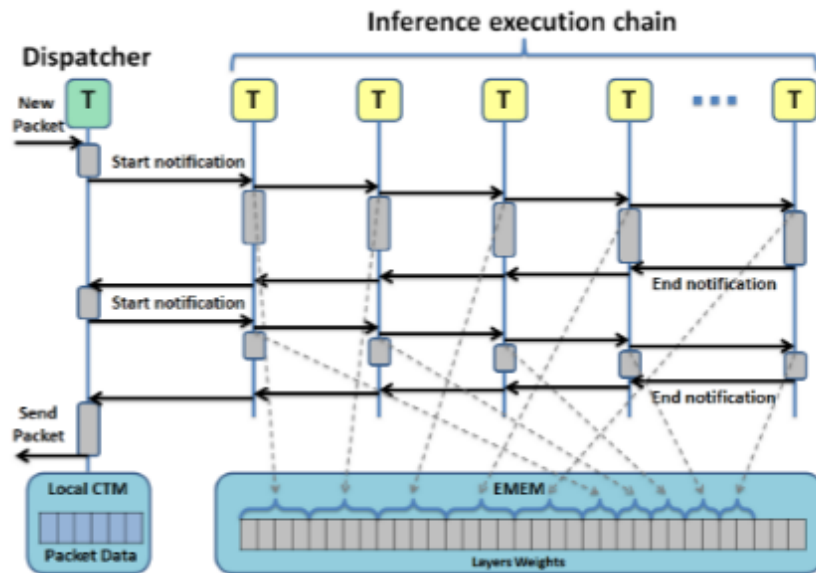 Inference execution chain
Dispatcher
T T T T T T
New
Packet
Start notification
End notification
Start notification
End notification
Send
Packet
Local CTM
Packet Data
EMEM
Layers Weights